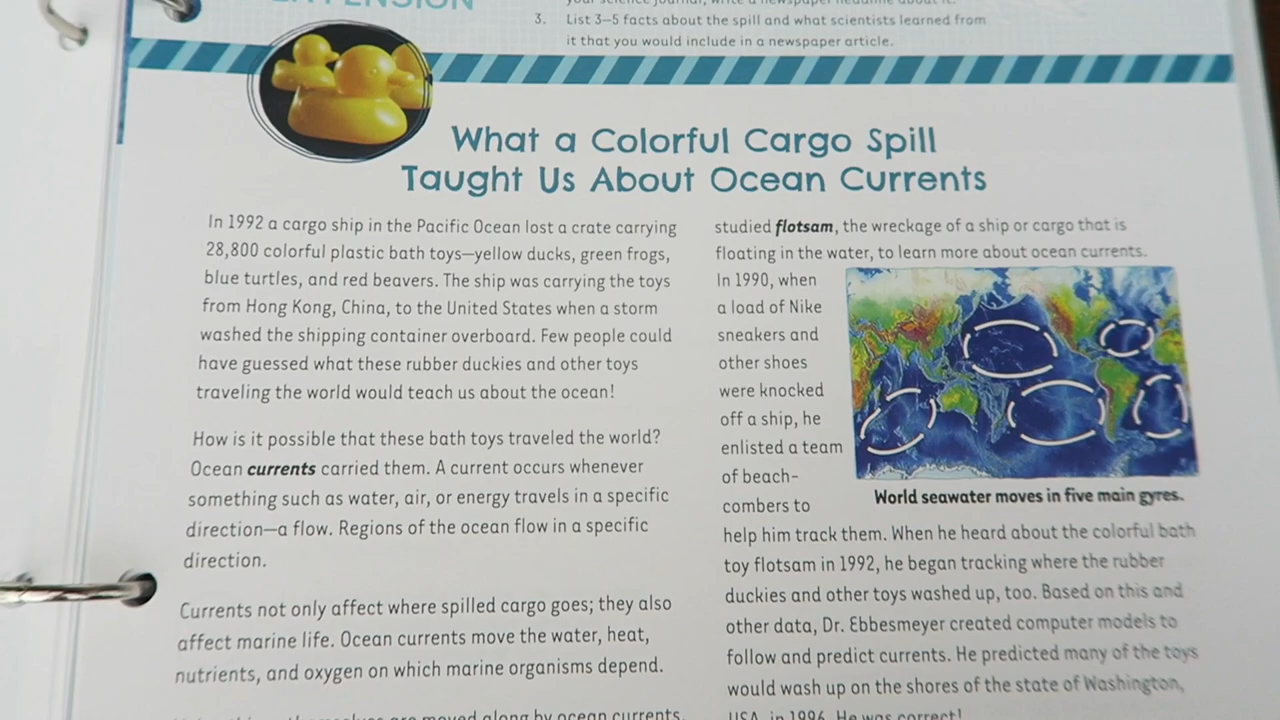 3. List 3–5 facts about the spill and what scientists learned from
it that you would include in a newspaper article.
What a Colorful Cargo Spill
Taught Us About Ocean Currents
In 1992 a cargo ship in the Pacific Ocean lost a crate carrying
28,800 colorful plastic bath toys—yellow ducks, green frogs,
blue turtles, and red beavers. The ship was carrying the toys
from Hong Kong, China, to the United States when a storm
washed the shipping container overboard. Few people could
have guessed what these rubber duckies and other toys
traveling the world would teach us about the ocean!
How is it possible that these bath toys traveled the world?
Ocean currents carried them. A current occurs whenever
something such as water, air, or energy travels in a specific
direction—a flow. Regions of the ocean flow in a specific
direction.
Currents not only affect where spilled cargo goes; they also
affect marine life. Ocean currents move the water, heat,
nutrients, and oxygen on which marine organisms depend.
are moved along by ocean currents.
studied flotsam, the wreckage of a ship or cargo that is
floating in the water, to learn more about ocean currents.
In 1990, when
a load of Nike
sneakers and
other shoes
were knocked
off a ship, he
enlisted a team
of beach-
combers to
World seawater moves in five main gyres.
help him track them. When he heard about the colorful bath
toy flotsam in 1992, he began tracking where the rubber
duckies and other toys washed up, too. Based on this and
other data, Dr. Ebbesmeyer created computer models to
follow and predict currents. He predicted many of the toys
would wash up on the shores of the state of Washington,
USA, in 1996. He was correct!